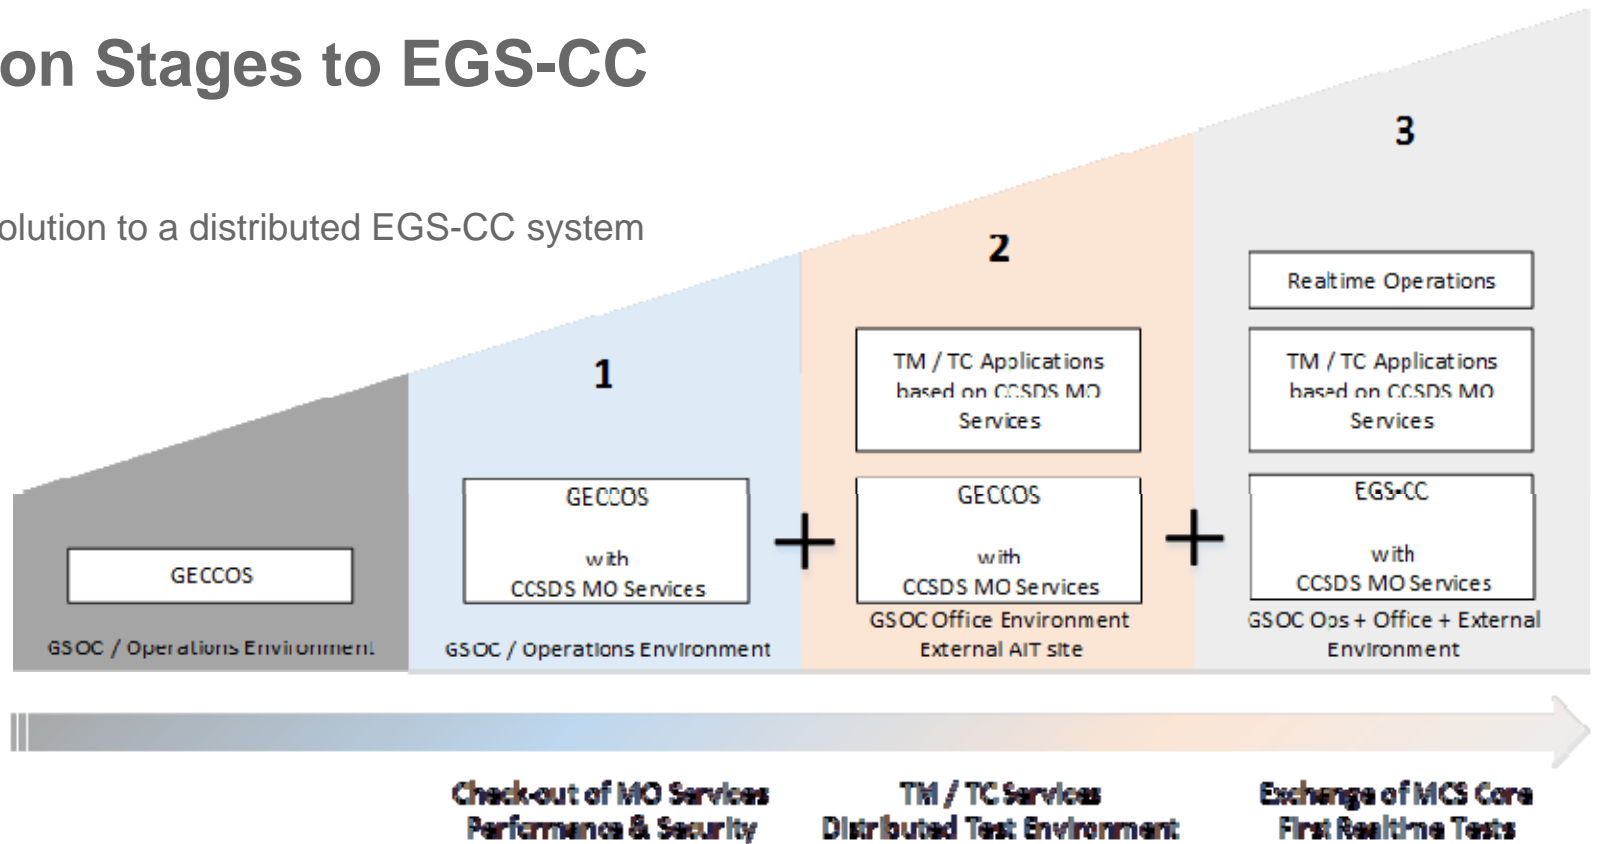 on Stages to EGS-CC
olution to a distributed EGS-CC system
GECCOS
GSOC / Operations Environment
1
GECCOS
with
CCSDS MO Services
GSOC / Operations Environment
2
TM / TC Applications
based on CCSDS MO
Services
GECCOS
with
CCSDS MO Services
GSOC Office Environment
External AIT site
3
Realtime Operations
TM / TC Applications
based on CCSDS MO
Services
EGS-CC
with
CCSDS MO Services
GSOC Ops + Office + External
Environment
Check-out of MO Services
Performance & Security
TM / TC Services
Distributed Test Environment
Exchange of MCS Core
First Realtime Tests